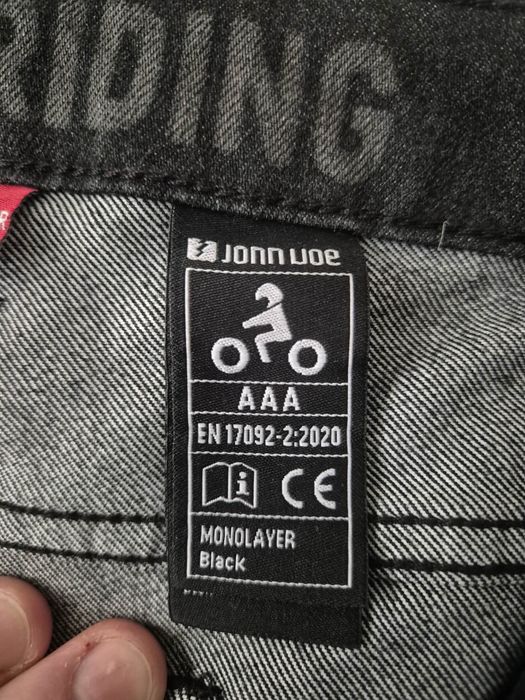 RIDING
R
JOHN DOE
AAA
EN 17092-2:2020
i
CE
MONOLAYER
Black